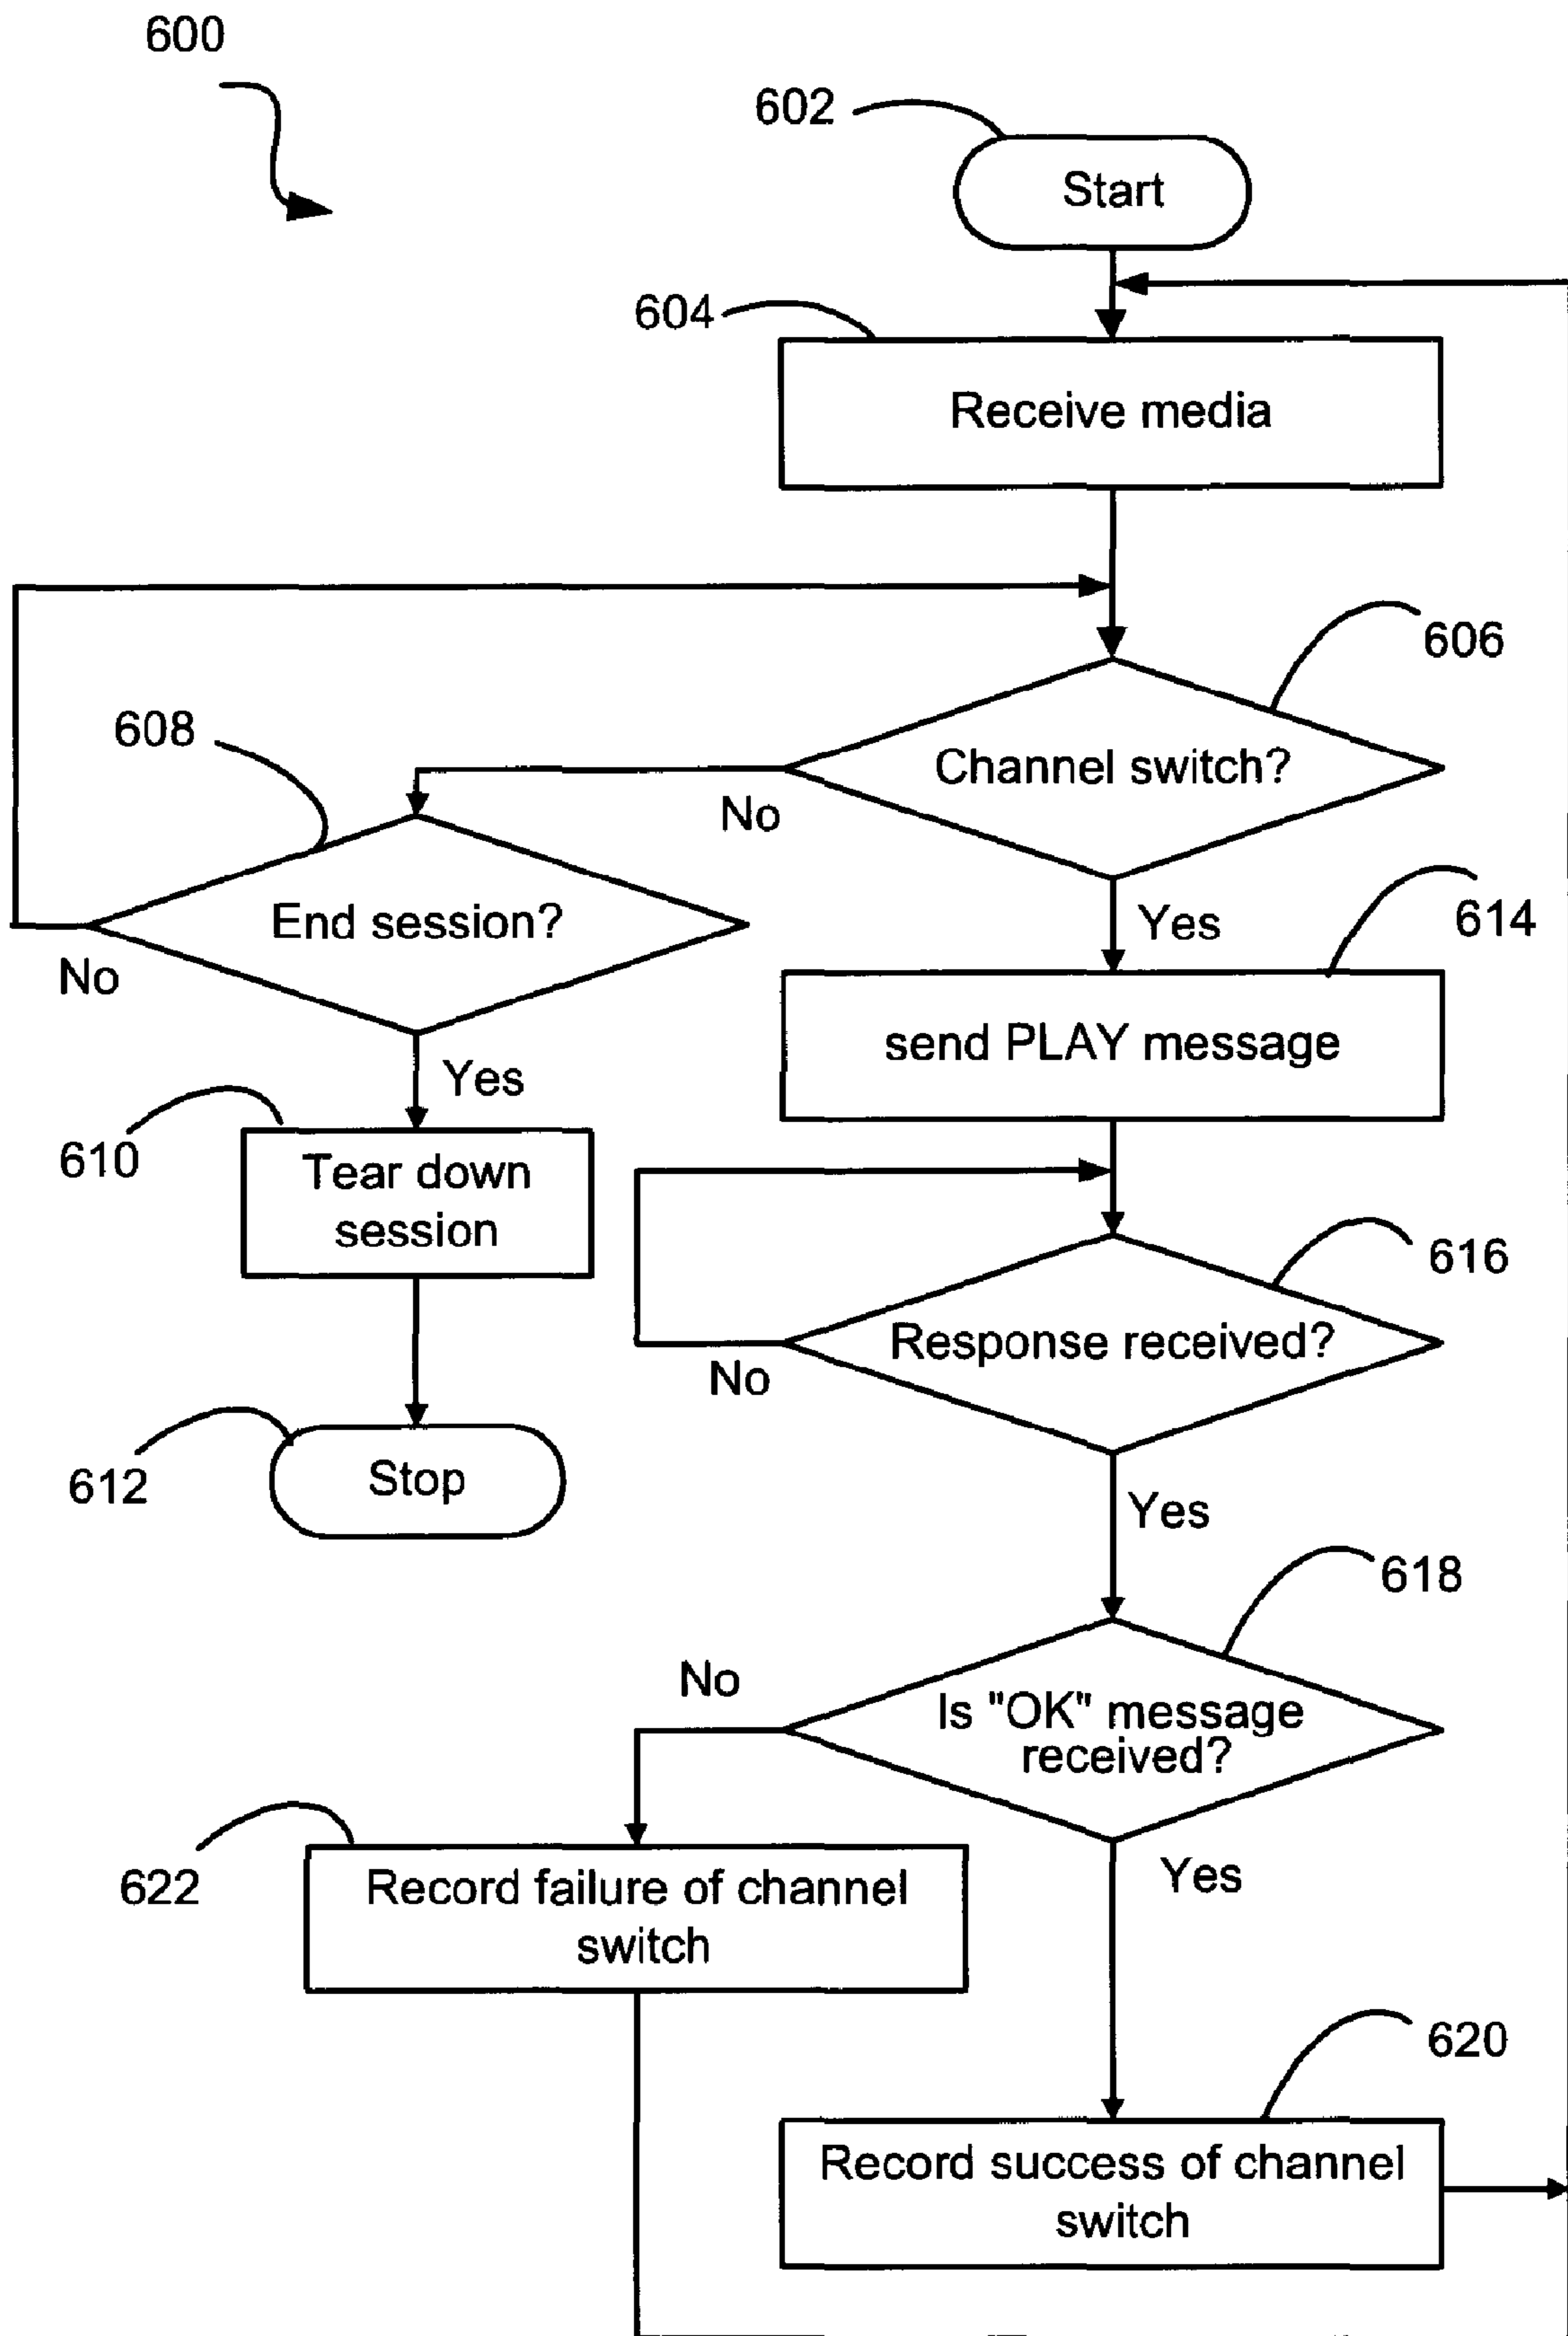 600
602
Start
604
Receive media
606
608
Channel switch?
No
End session?
No
Yes
614
send PLAY message
Yes
610
Tear down
session
616
Response received?
No
612
Stop
Yes
618
No
Is "OK" message
received?
622
Record failure of channel
switch
Yes
620
Record success of channel
switch